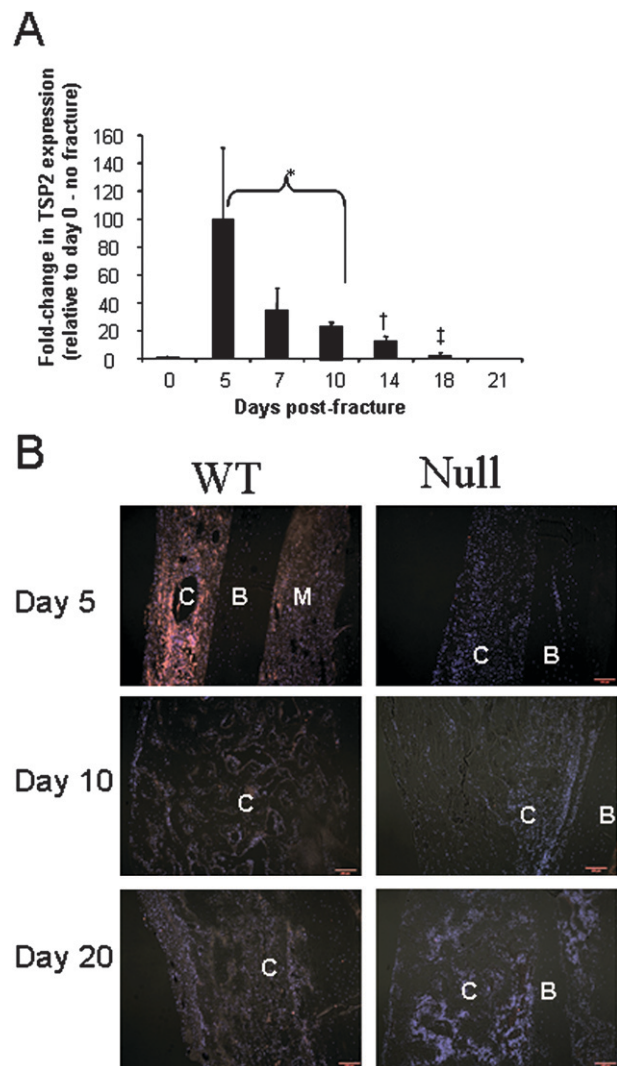 A
Fold-change in TSP2 expression
(relative to day 0 - no fracture)
160
140
120
100
80
60
40
20
0
*
†
‡
0 5 7 10 14 18 21
Days post-fracture
B
WT Null
Day 5
C B M
C B
Day 10
C
C B
Day 20
C
C B